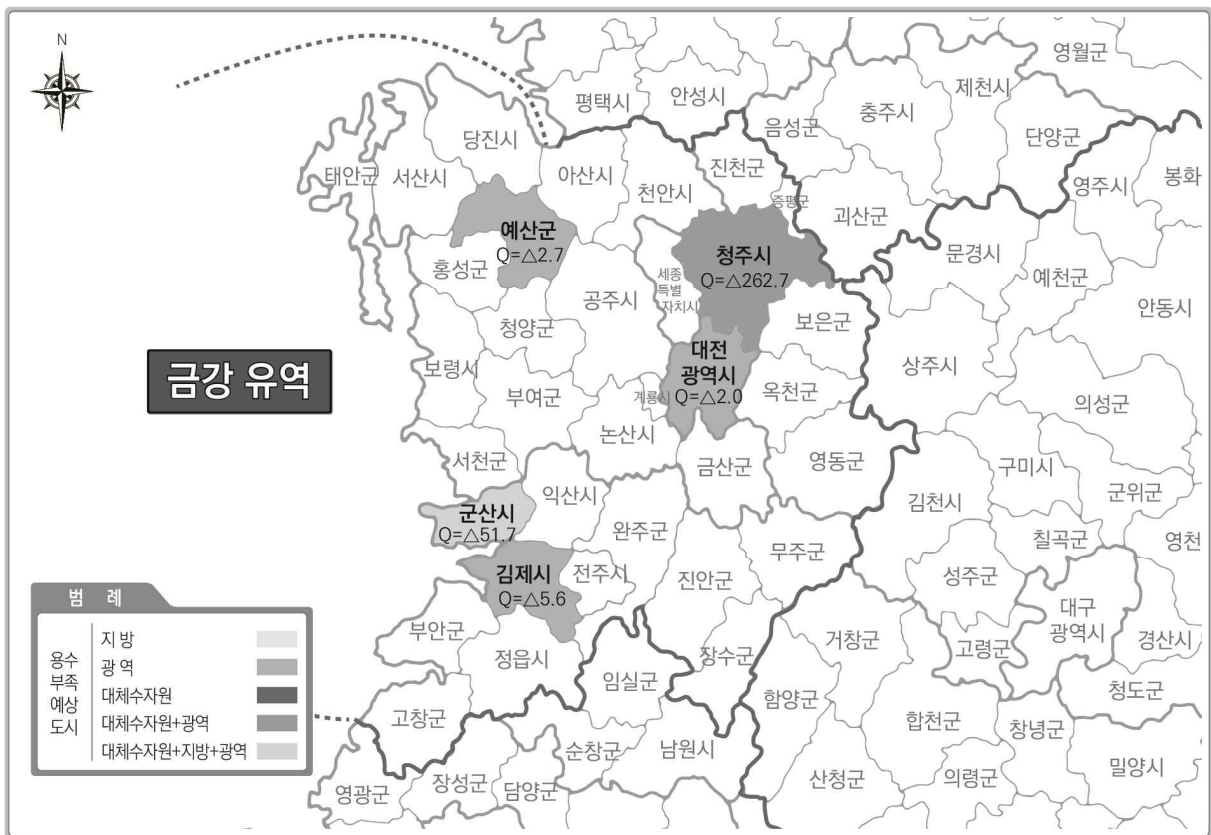 N
영월군
제천시
평택시
안성시
음성군
충주시
단양군
당진시
태안군
서산시
아산시
천안시
진천군
증평군
괴산군
영주시
봉화
예산군
Q=△2.7
청주시
Q=△262.7
문경시
예천군
안동시
홍성군
세종
특별
자치시
공주시
청양군
보은군
대전
광역시
Q=△2.0
상주시
보령시
금강 유역
부여군
계룡시
옥천군
의성군
논산시
서천군
금산군
영동군
구미시
군위군
익산시
김천시
군산시
Q=△51.7
완주군
무주군
칠곡군
영천
김제시
Q=△5.6
전주시
진안군
성주군
대구
광역시
부안군
정읍시
장수군
거창군
고령군
경산시
임실군
함양군
청도군
고창군
합천군
창녕군
순창군
남원시
밀양시
영광군
장성군
담양군
산청군
의령군
범 례
용수
부족
예상
도시
지 방
광 역
대체수자원
대체수자원+광역
대체수자원+지방+광역